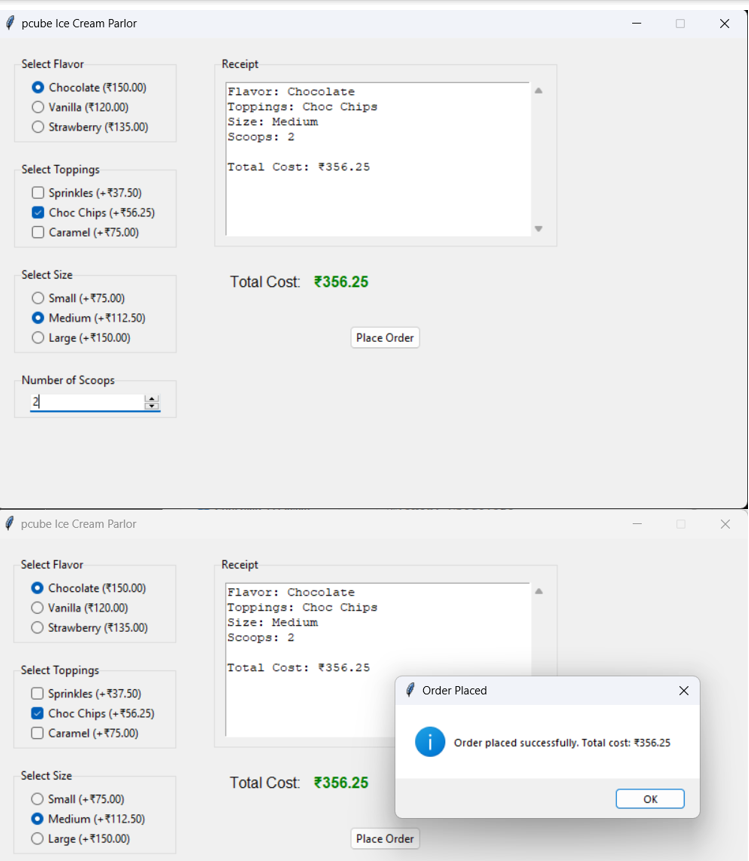 pcube Ice Cream Parlor
Select Flavor
Chocolate (₹150.00)
Vanilla (₹120.00)
Strawberry (₹135.00)
Select Toppings
Sprinkles (+₹37.50)
Choc Chips (+₹56.25)
Caramel (+₹75.00)
Select Size
Small (+₹75.00)
Medium (+₹112.50)
Large (+₹150.00)
Number of Scoops
2
Receipt
Flavor: Chocolate
Toppings: Choc Chips
Size: Medium
Scoops: 2
Total Cost: ₹356.25
Total Cost: ₹356.25
Place Order
pcube Ice Cream Parlor
Select Flavor
Chocolate (₹150.00)
Vanilla (₹120.00)
Strawberry (₹135.00)
Select Toppings
Sprinkles (+₹37.50)
Choc Chips (+₹56.25)
Caramel (+₹75.00)
Select Size
Small (+₹75.00)
Medium (+₹112.50)
Large (+₹150.00)
Receipt
Flavor: Chocolate
Toppings: Choc Chips
Size: Medium
Scoops: 2
Total Cost: ₹356.25
Total Cost: ₹356.25
Place Order
Order Placed
Order placed successfully. Total cost: ₹356.25
OK